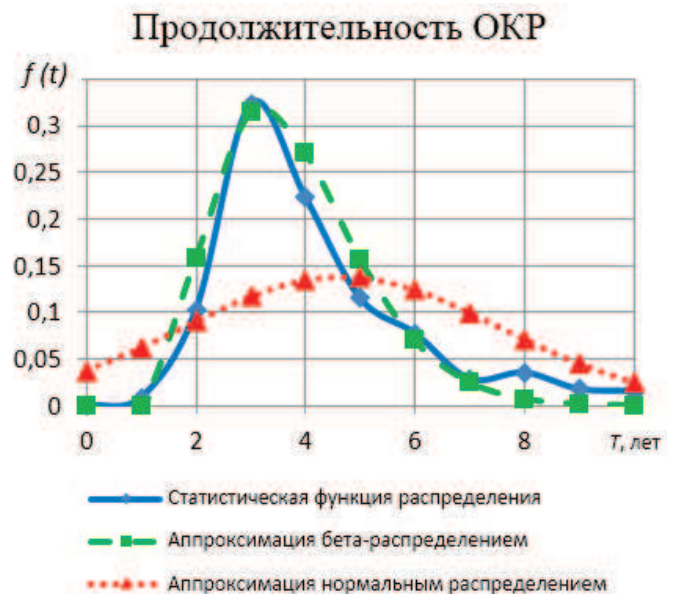 Продолжительность ОКР
f (t)
0,3
0,25
0,2
0,15
0,1
0,05
0
0 2 4 6 8 T, лет
Статистическая функция распределения
Аппроксимация бета-распределением
Аппроксимация нормальным распределением